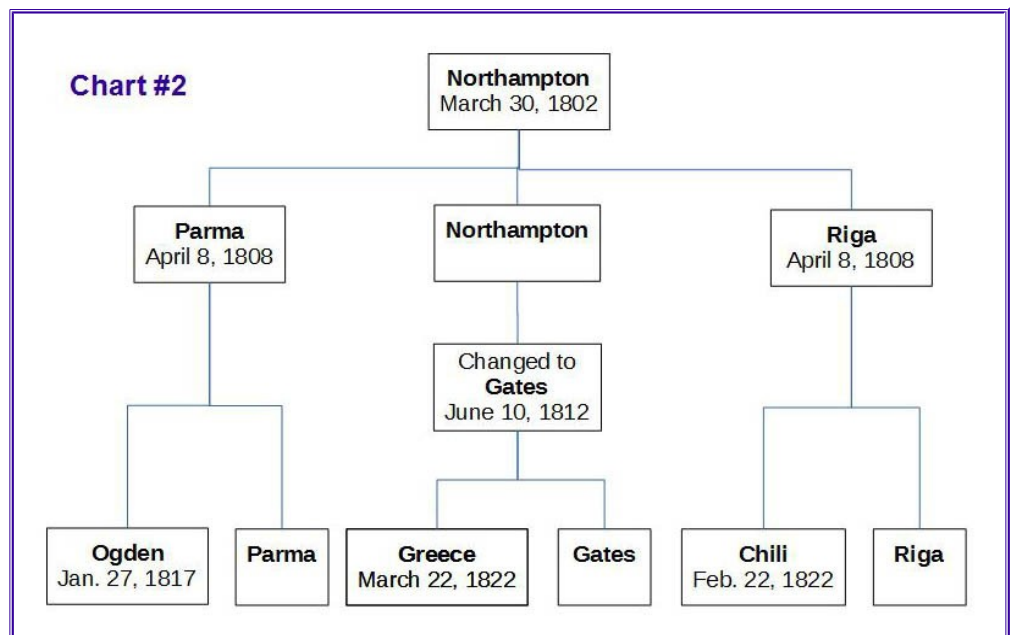 Chart #2
Northampton
March 30, 1802
Parma
April 8, 1808
Northampton
Riga
April 8, 1808
Changed to
Gates
June 10, 1812
Ogden
Jan. 27, 1817
Parma
Greece
March 22, 1822
Gates
Chili
Feb. 22, 1822
Riga